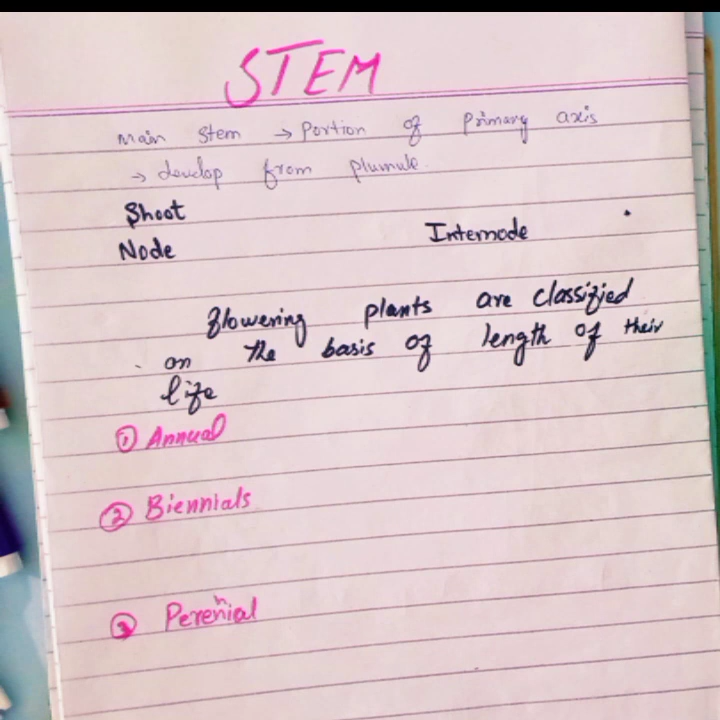 STEM
main stem → portion of primary axis
→ develop from plumule.
Shoot
Node Internode
flowering plants are classified
on the basis of length of their
life
① Annual
② Biennials
③ Perennial